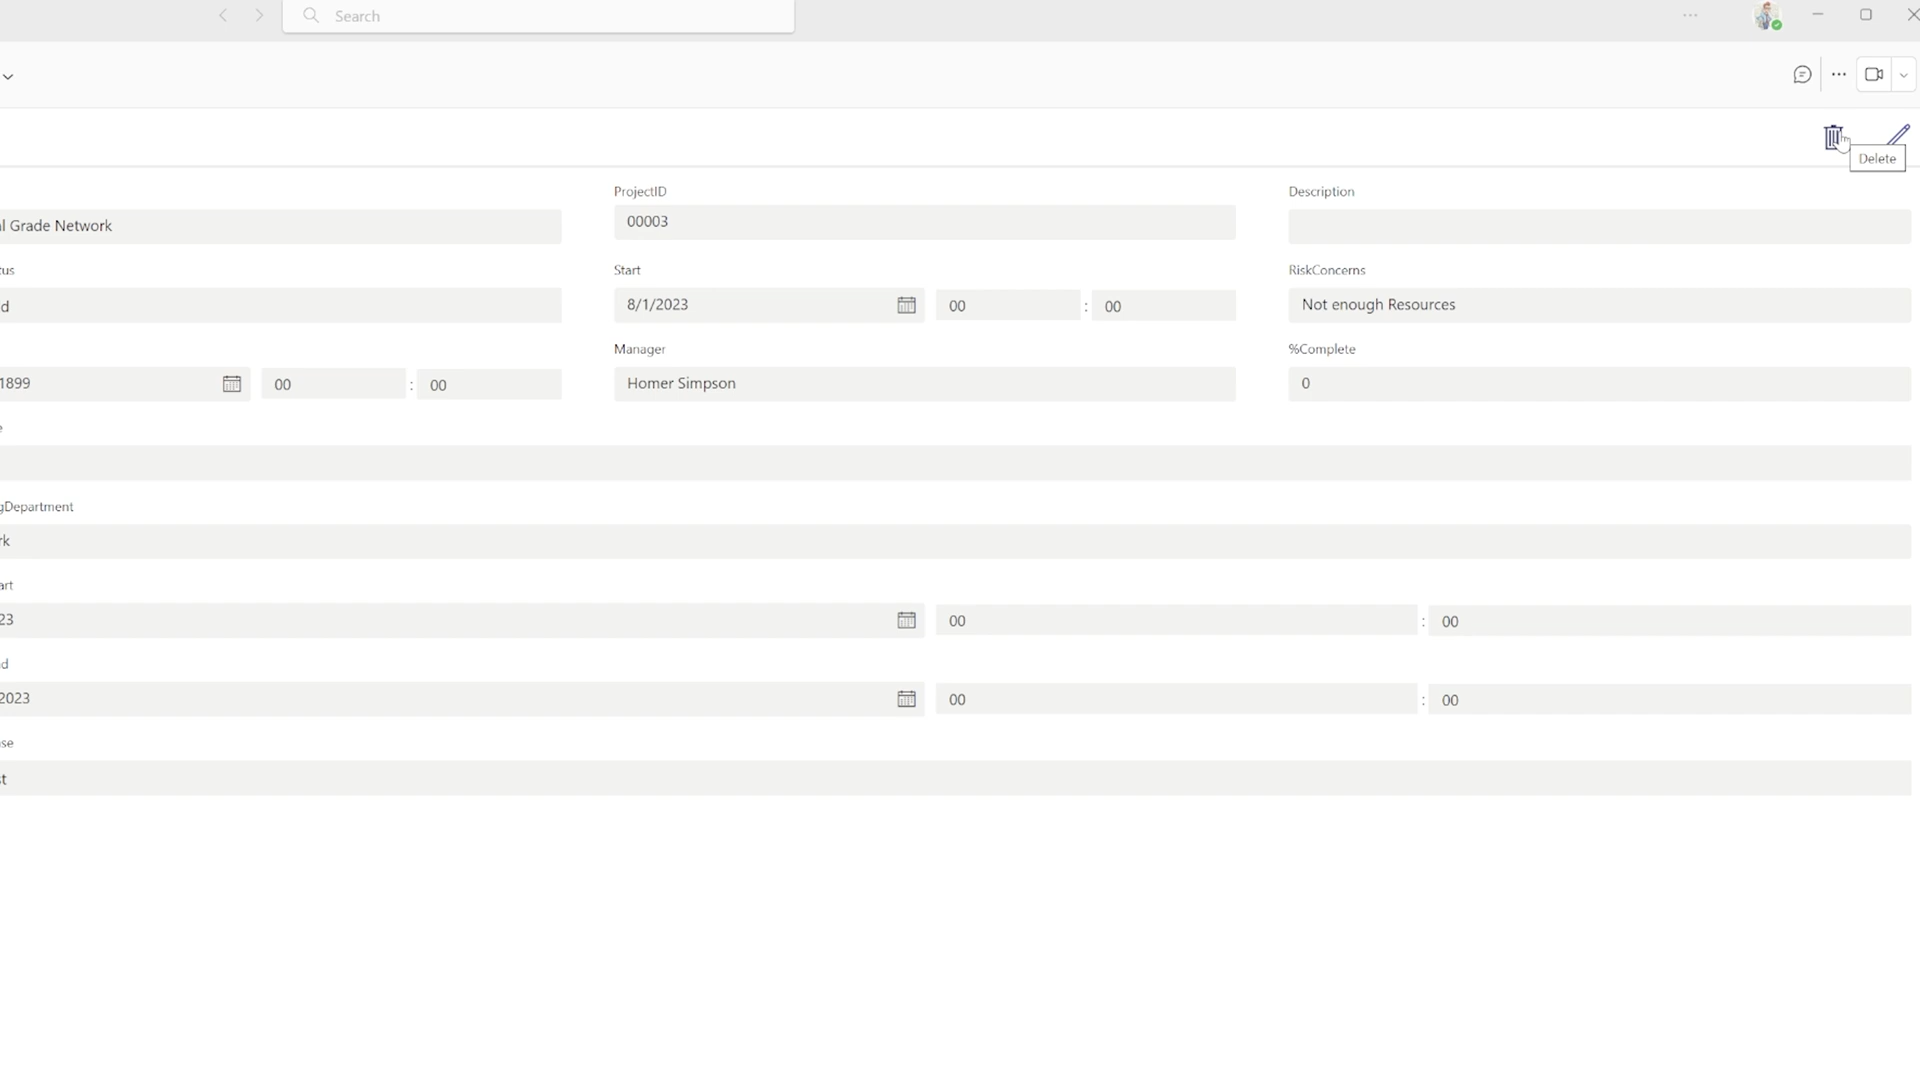 Search
Delete
ProjectID
Description
l Grade Network
00003
tus
Start
RiskConcerns
d
8/1/2023
00
:
00
Not enough Resources
Manager
%Complete
1899
00
:
00
Homer Simpson
0
e
gDepartment
rk
art
23
00
:
00
d
2023
00
:
00
se
t